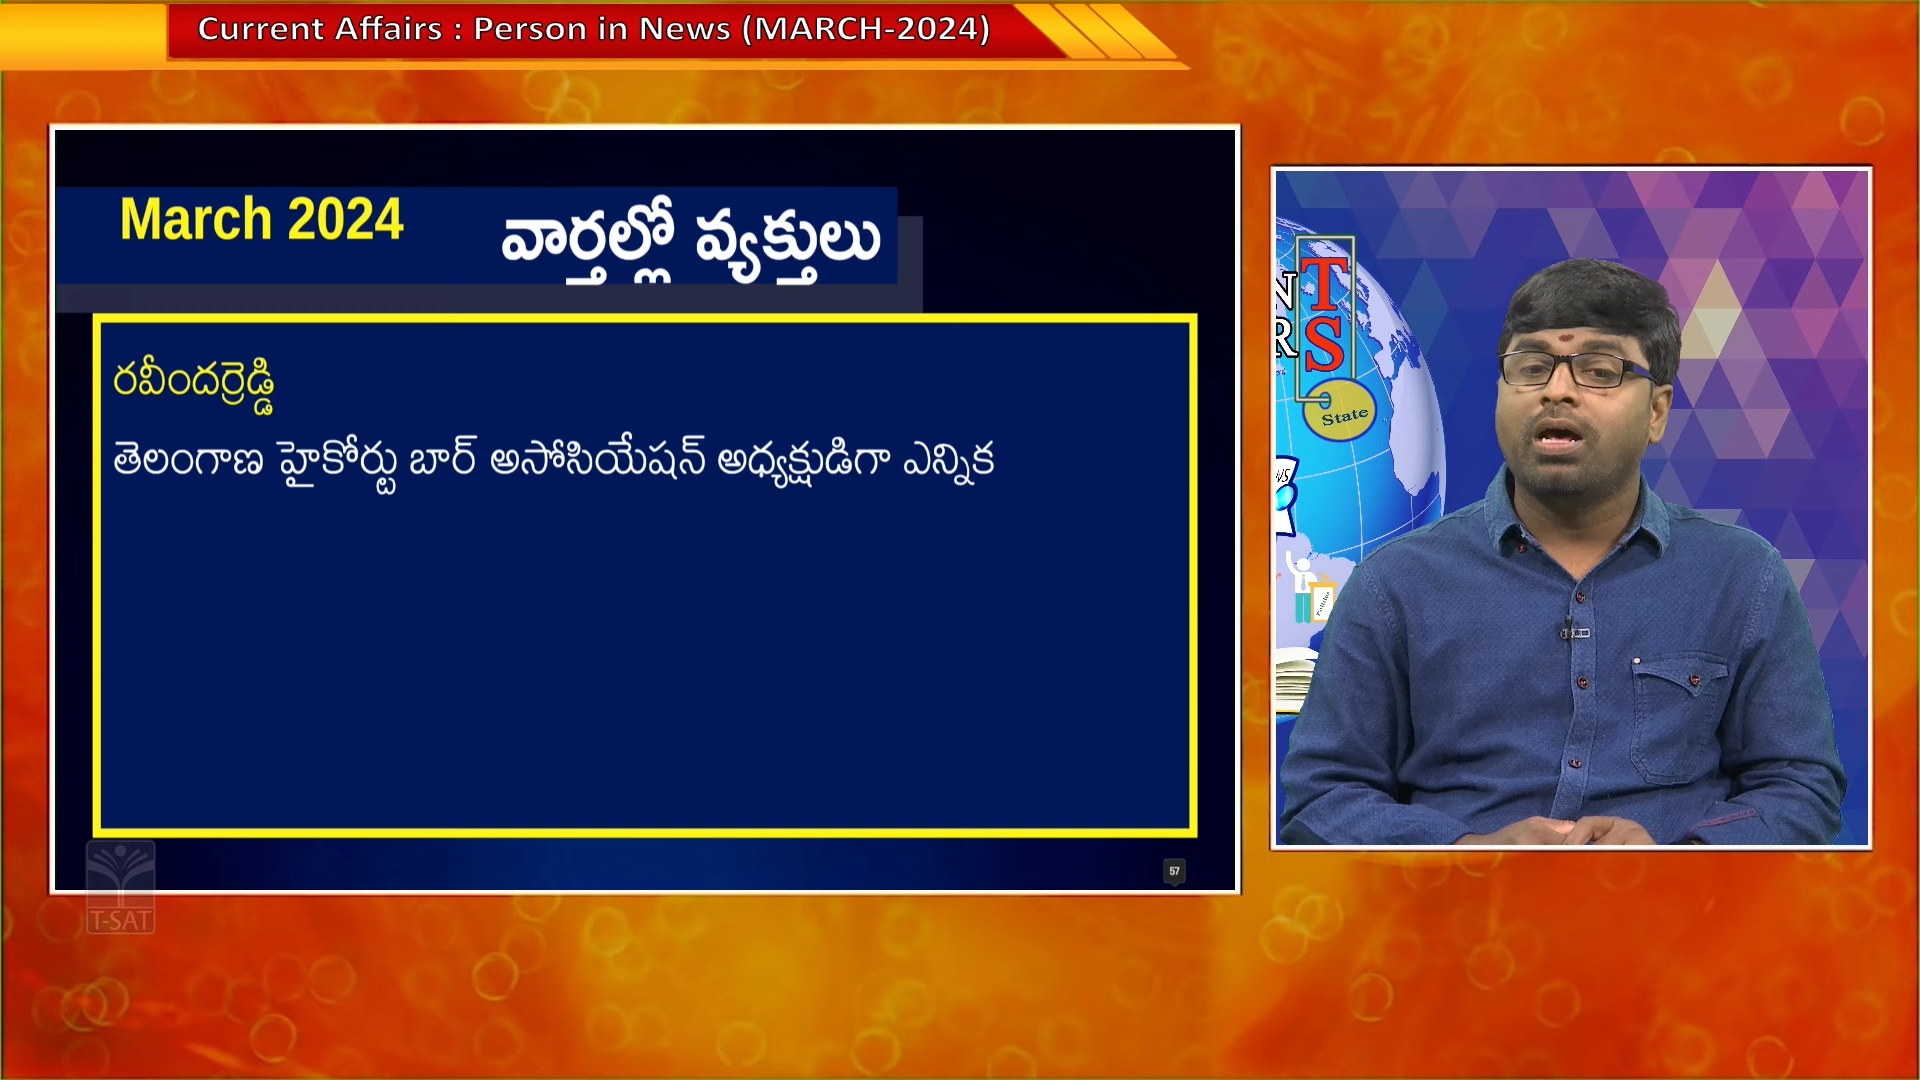 Current Affairs : Person in News (MARCH-2024)
March 2024 వార్తల్లో వ్యక్తులు
రవీందర్రెడ్డి
తెలంగాణ హైకోర్టు బార్ అసోసియేషన్ అధ్యక్షుడిగా ఎన్నిక
57
T-SAT
N
R
TS
State